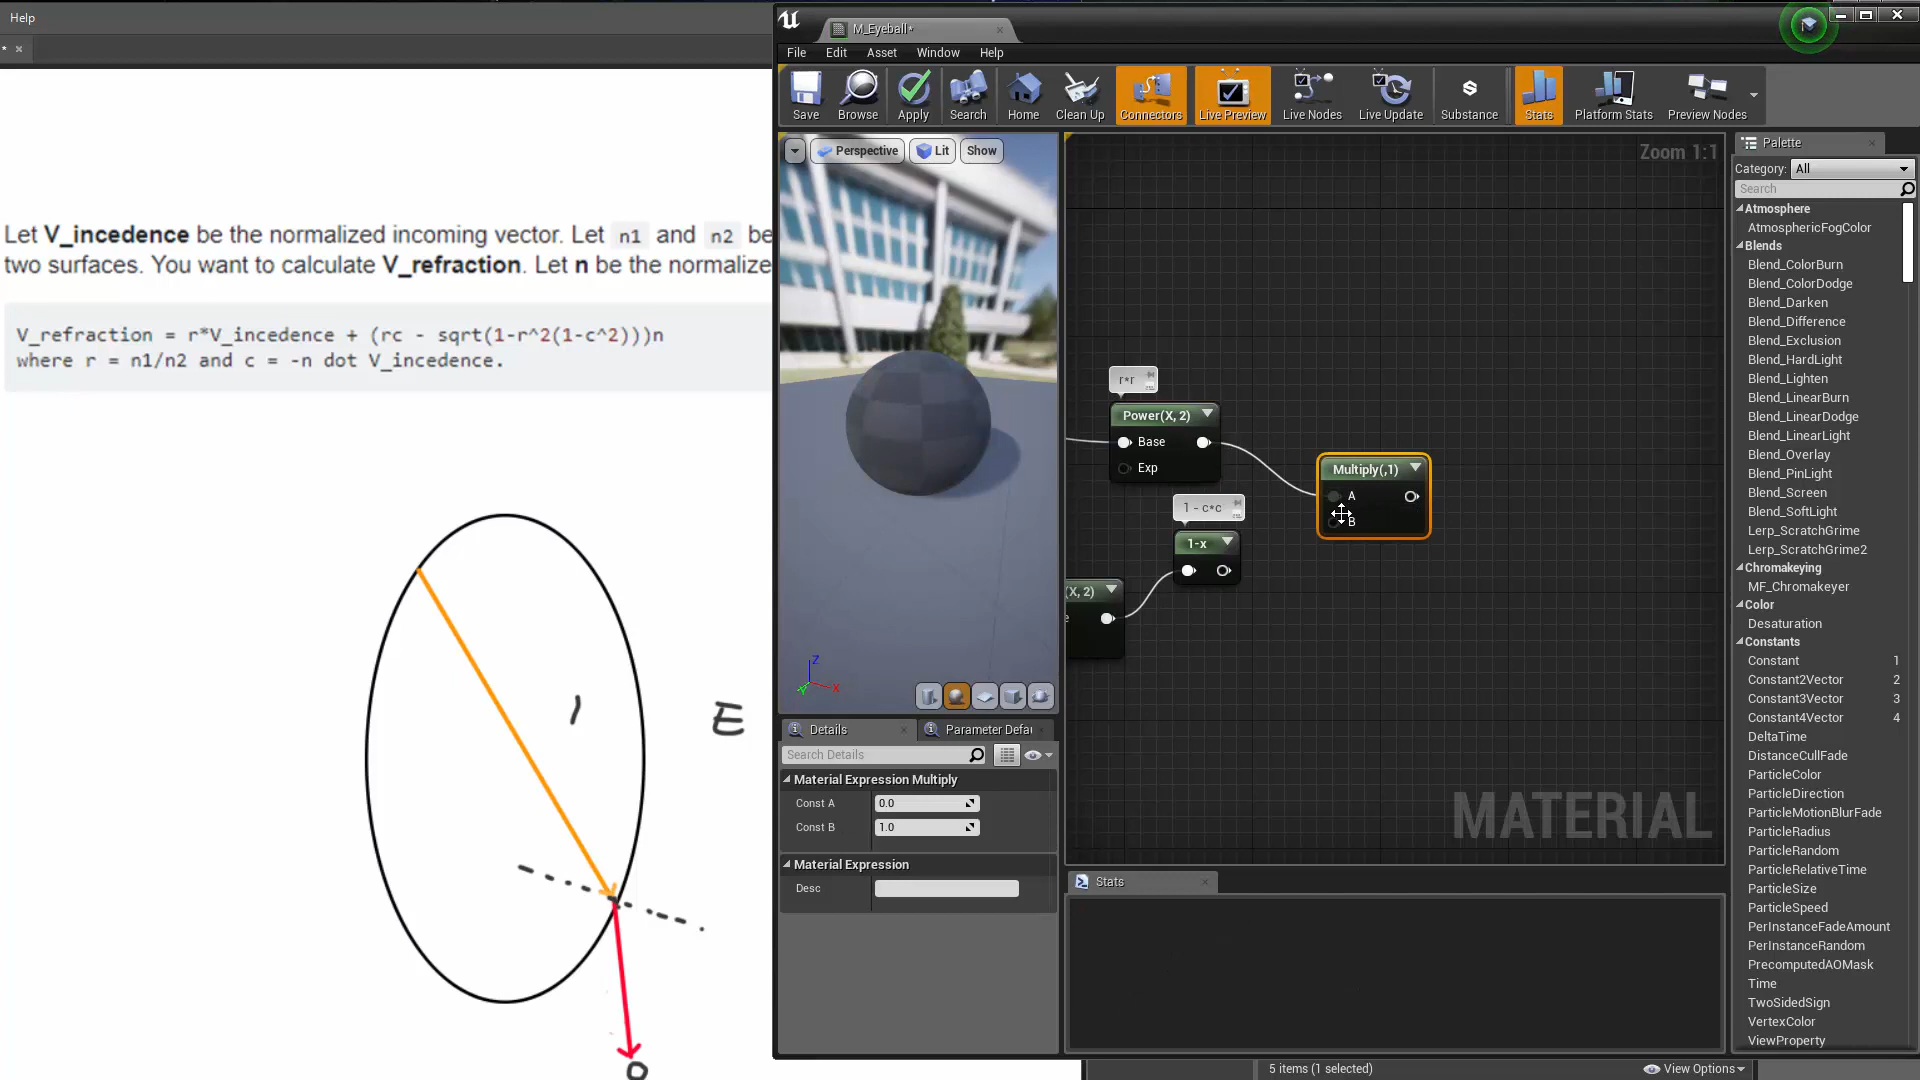 Help
M_Eyeball*
File Edit Asset Window Help
Save Browse Apply Search Home Clean Up Connectors Live Preview Live Nodes Live Update Substance Stats Platform Stats Preview Nodes
Perspective Lit Show
Zoom 1:1
Palette
Category: All
Search
Atmosphere
AtmosphericFogColor
Blends
Blend_ColorBurn
Blend_ColorDodge
Blend_Darken
Blend_Difference
Blend_Exclusion
Blend_HardLight
Blend_Lighten
Blend_LinearBurn
Blend_LinearDodge
Blend_LinearLight
Blend_Overlay
Blend_PinLight
Blend_Screen
Blend_SoftLight
Lerp_ScratchGrime
Lerp_ScratchGrime2
Chromakeying
MF_Chromakeyer
Color
Desaturation
Constants
Constant 1
Constant2Vector 2
Constant3Vector 3
Constant4Vector 4
DeltaTime
DistanceCullFade
ParticleColor
ParticleDirection
ParticleMotionBlurFade
ParticleRadius
ParticleRandom
ParticleRelativeTime
ParticleSize
ParticleSpeed
PerInstanceFadeAmount
PerInstanceRandom
PrecomputedAOMask
Time
TwoSidedSign
VertexColor
ViewProperty
Let V_incedence be the normalized incoming vector. Let n1 and n2 be
two surfaces. You want to calculate V_refraction. Let n be the normalize
V_refraction = r*V_incedence + (rc - sqrt(1-r^2(1-c^2)))n
where r = n1/n2 and c = -n dot V_incedence.
I
E
O
r*r
Power(X, 2)
Base
Exp
1 - c*c
1-x
(X, 2)
e
Multiply(,1)
A
B
MATERIAL
Z
X
Y
Details Parameter Defau
Search Details
Material Expression Multiply
Const A 0.0
Const B 1.0
Material Expression
Desc
Stats
5 items (1 selected)
View Options